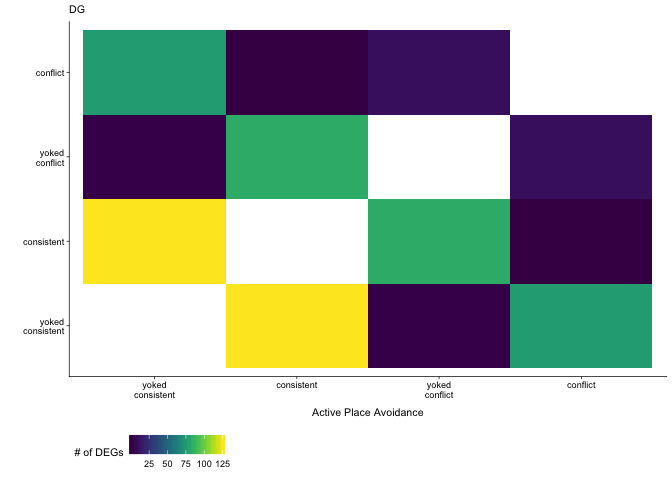 DG
conflict
yoked
conflict
consistent
yoked
consistent
yoked
consistent
consistent
yoked
conflict
conflict
Active Place Avoidance
# of DEGs
25 50 75 100 125